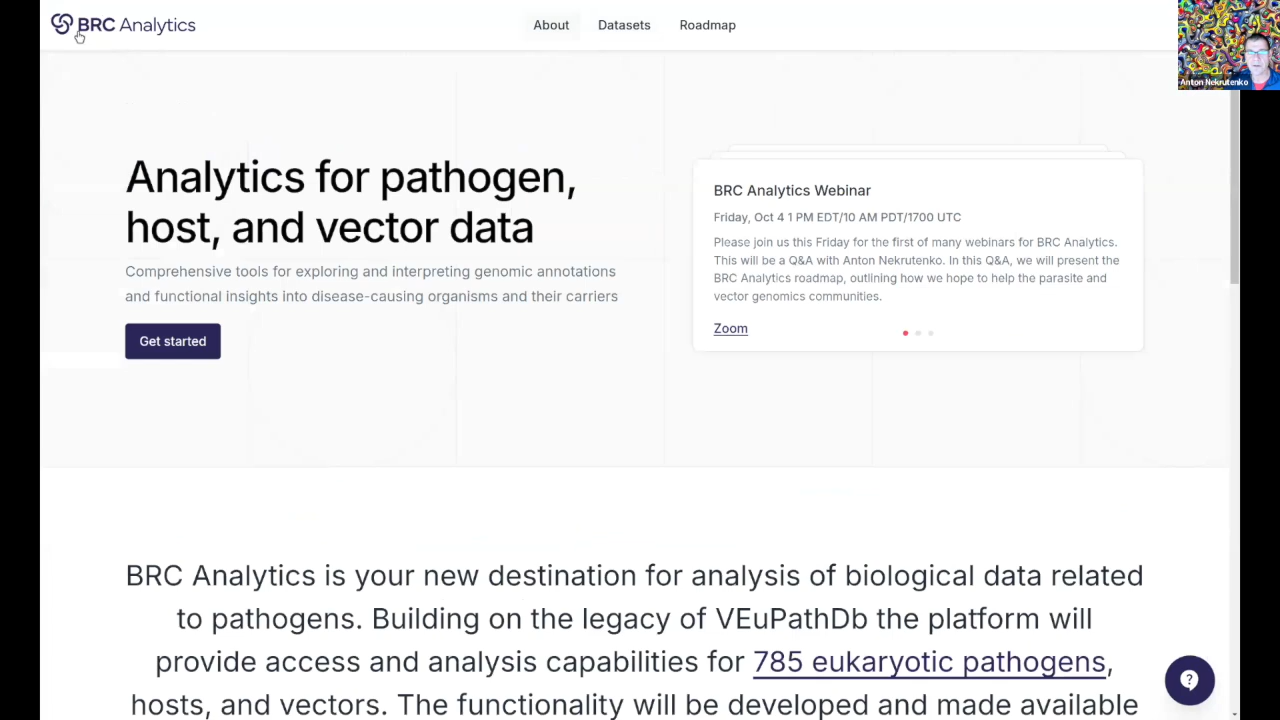 BRC Analytics
About
Datasets
Roadmap
Anton Nekrutenko
Analytics for pathogen,
host, and vector data
Comprehensive tools for exploring and interpreting genomic annotations
and functional insights into disease-causing organisms and their carriers
Get started
BRC Analytics Webinar
Friday, Oct 4 1 PM EDT/10 AM PDT/1700 UTC
Please join us this Friday for the first of many webinars for BRC Analytics.
This will be a Q&A with Anton Nekrutenko. In this Q&A, we will present the
BRC Analytics roadmap, outlining how we hope to help the parasite and
vector genomics communities.
Zoom
BRC Analytics is your new destination for analysis of biological data related
to pathogens. Building on the legacy of VEuPathDb the platform will
provide access and analysis capabilities for 785 eukaryotic pathogens,
hosts, and vectors. The functionality will be developed and made available
?